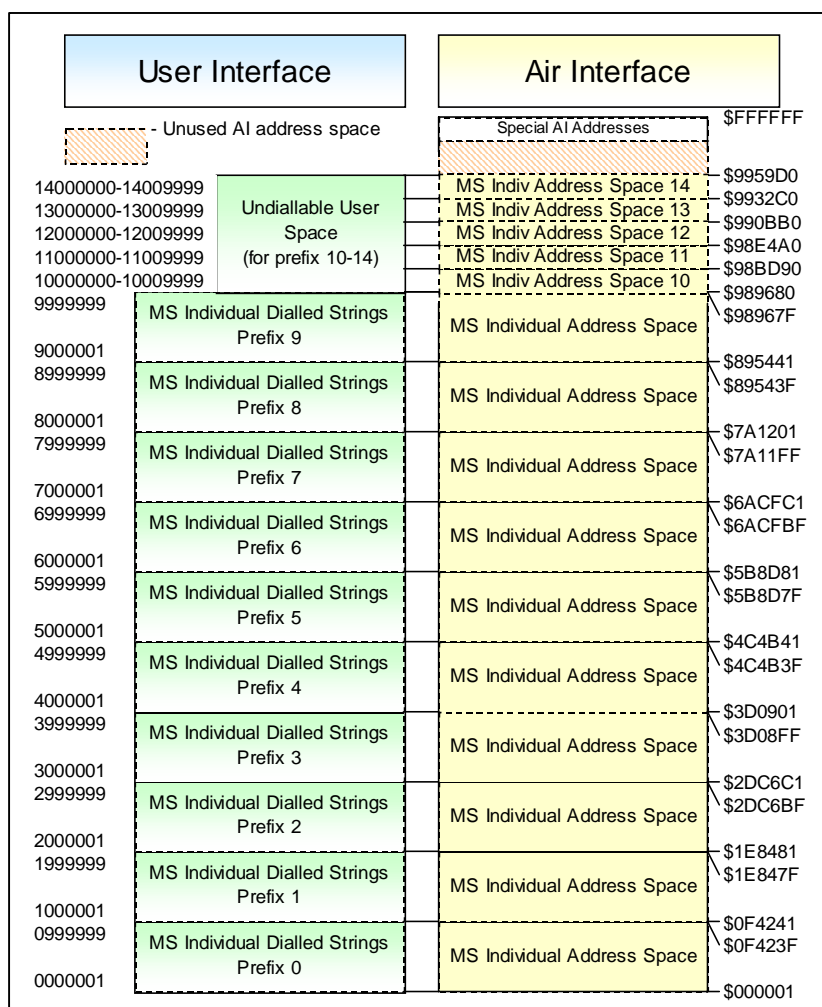 User Interface
Air Interface
$FFFFFF
- Unused AI address space
Special AI Addresses
14000000-14009999
13000000-13009999
12000000-12009999
11000000-11009999
10000000-10009999
Undiallable User
Space
(for prefix 10-14)
MS Indiv Address Space 14
MS Indiv Address Space 13
MS Indiv Address Space 12
MS Indiv Address Space 11
MS Indiv Address Space 10
$9959D0
$9932C0
$990BB0
$98E4A0
$98BD90
$989680
9999999
MS Individual Dialled Strings
Prefix 9
9000001
MS Individual Address Space
$98967F
$895441
8999999
MS Individual Dialled Strings
Prefix 8
8000001
MS Individual Address Space
$89543F
$7A1201
7999999
MS Individual Dialled Strings
Prefix 7
7000001
MS Individual Address Space
$7A11FF
$6ACFC1
6999999
MS Individual Dialled Strings
Prefix 6
6000001
MS Individual Address Space
$6ACFBF
$5B8D81
5999999
MS Individual Dialled Strings
Prefix 5
5000001
MS Individual Address Space
$5B8D7F
$4C4B41
4999999
MS Individual Dialled Strings
Prefix 4
4000001
MS Individual Address Space
$4C4B3F
$3D0901
3999999
MS Individual Dialled Strings
Prefix 3
3000001
MS Individual Address Space
$3D08FF
$2DC6C1
2999999
MS Individual Dialled Strings
Prefix 2
2000001
MS Individual Address Space
$2DC6BF
$1E8481
1999999
MS Individual Dialled Strings
Prefix 1
1000001
MS Individual Address Space
$1E847F
$0F4241
0999999
MS Individual Dialled Strings
Prefix 0
0000001
MS Individual Address Space
$0F423F
$000001